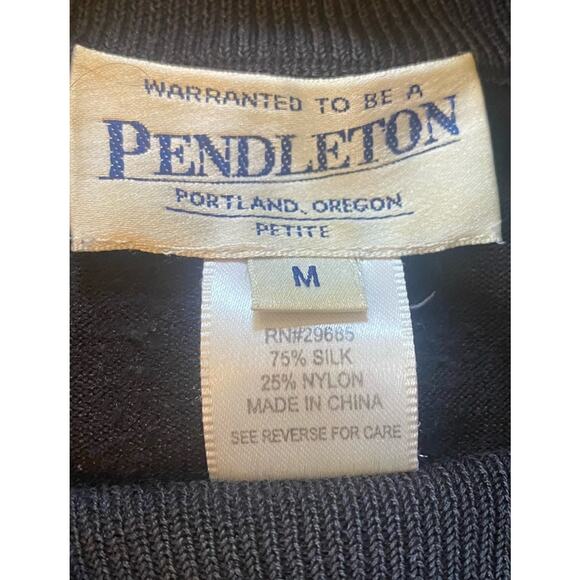 WARRANTED TO BE A
PENDLETON
PORTLAND, OREGON
PETITE
M
RN#29685
75% SILK
25% NYLON
MADE IN CHINA
SEE REVERSE FOR CARE